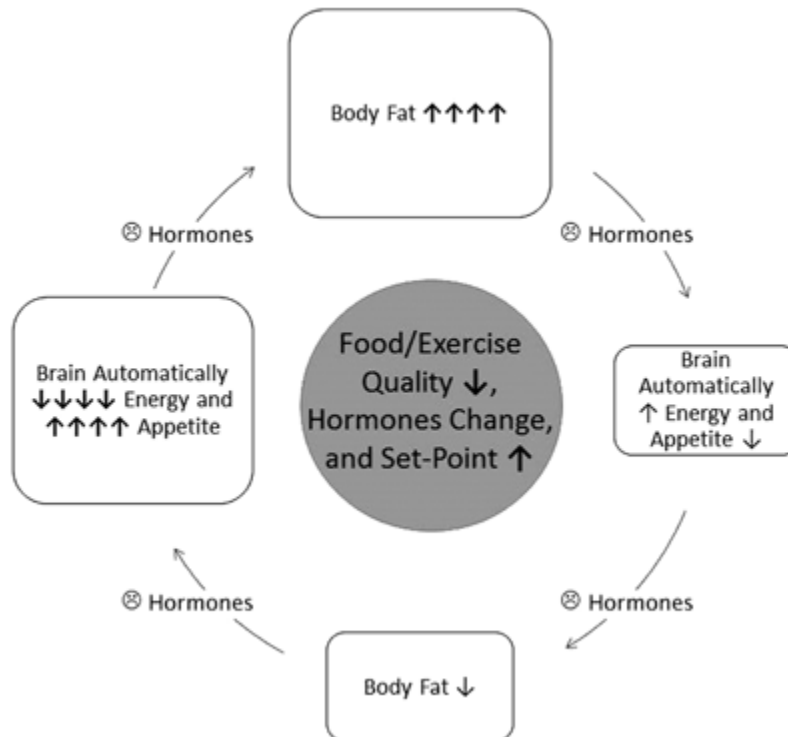 Body Fat ↑↑↑↑
☹ Hormones
☹ Hormones
Brain Automatically
↓↓↓↓ Energy and
↑↑↑↑ Appetite
Food/Exercise
Quality ↓,
Hormones Change,
and Set-Point ↑
Brain
Automatically
↑ Energy and
Appetite ↓
☹ Hormones
☹ Hormones
Body Fat ↓